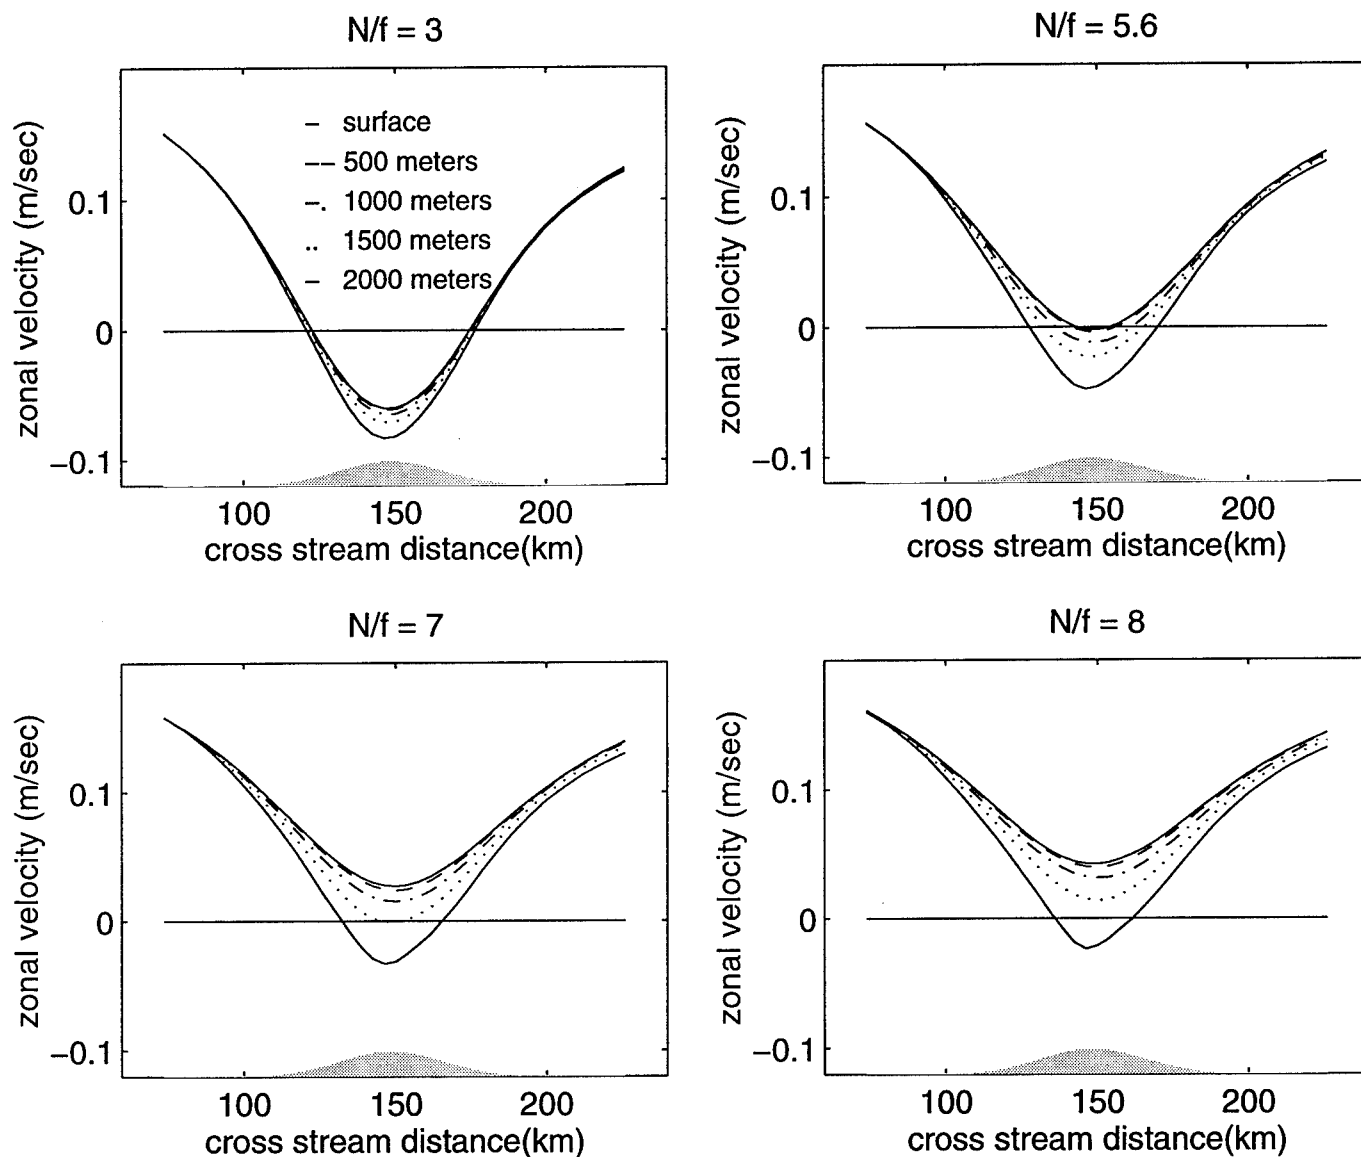 N/f = 3
zonal velocity (m/sec)
0.1
0
−0.1
– surface
−− 500 meters
−. 1000 meters
.. 1500 meters
– 2000 meters
100 150 200
cross stream distance(km)
N/f = 5.6
zonal velocity (m/sec)
0.1
0
−0.1
100 150 200
cross stream distance(km)
N/f = 7
zonal velocity (m/sec)
0.1
0
−0.1
100 150 200
cross stream distance(km)
N/f = 8
zonal velocity (m/sec)
0.1
0
−0.1
100 150 200
cross stream distance(km)